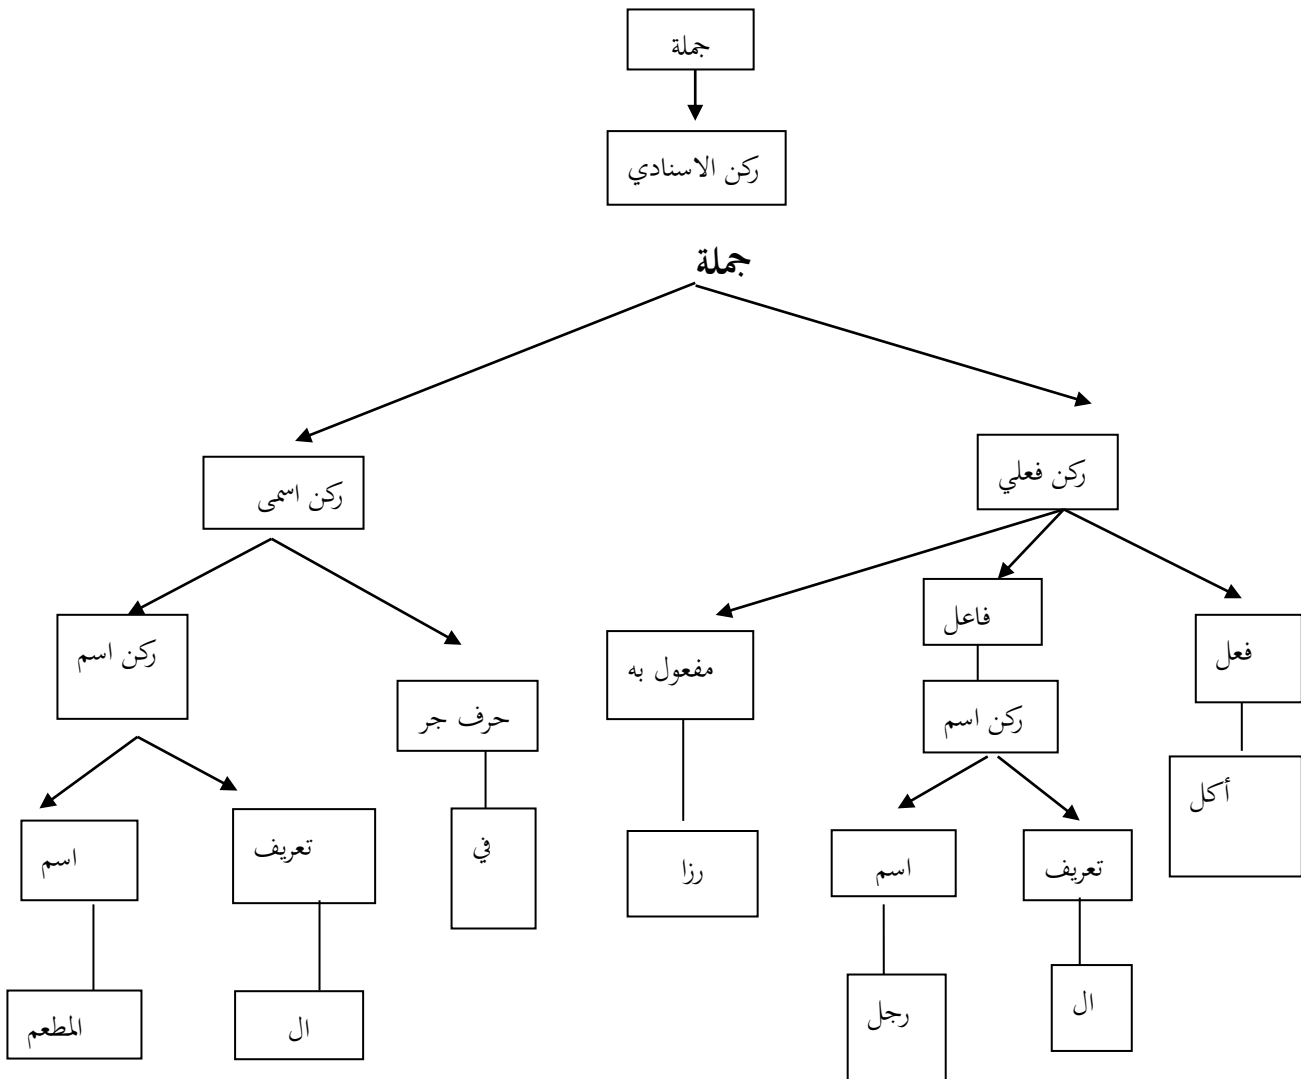 جملة
ركن الاسنادي
جملة
ركن فعلي
ركن اسمى
فعل
فاعل
مفعول به
ركن اسم
ركن اسم
حرف جر
أكل
تعريف
اسم
رزا
في
تعريف
اسم
ال
رجل
ال
المطعم